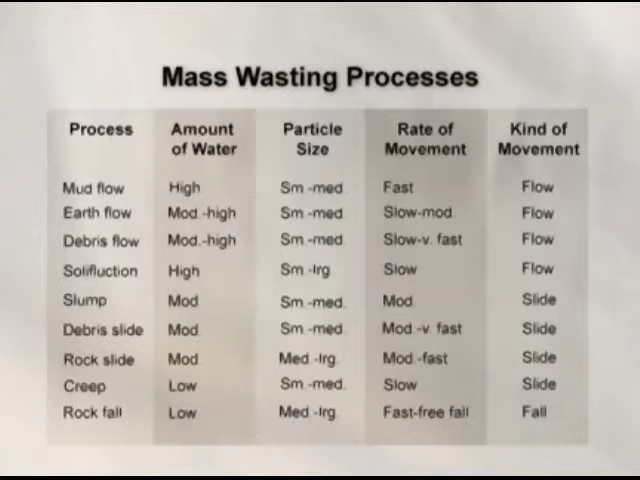 Mass Wasting Processes
Process Amount of Water Particle Size Rate of Movement Kind of Movement
Mud flow High Sm.-med. Fast Flow
Earth flow Mod.-high Sm.-med. Slow-mod. Flow
Debris flow Mod.-high Sm.-med. Slow-v. fast Flow
Solifluction High Sm.-lrg. Slow Flow
Slump Mod Sm.-med. Mod Slide
Debris slide Mod Sm.-med. Mod.-v. fast Slide
Rock slide Mod Med.-lrg. Mod.-fast Slide
Creep Low Sm.-med. Slow Slide
Rock fall Low Med.-lrg. Fast-free fall Fall